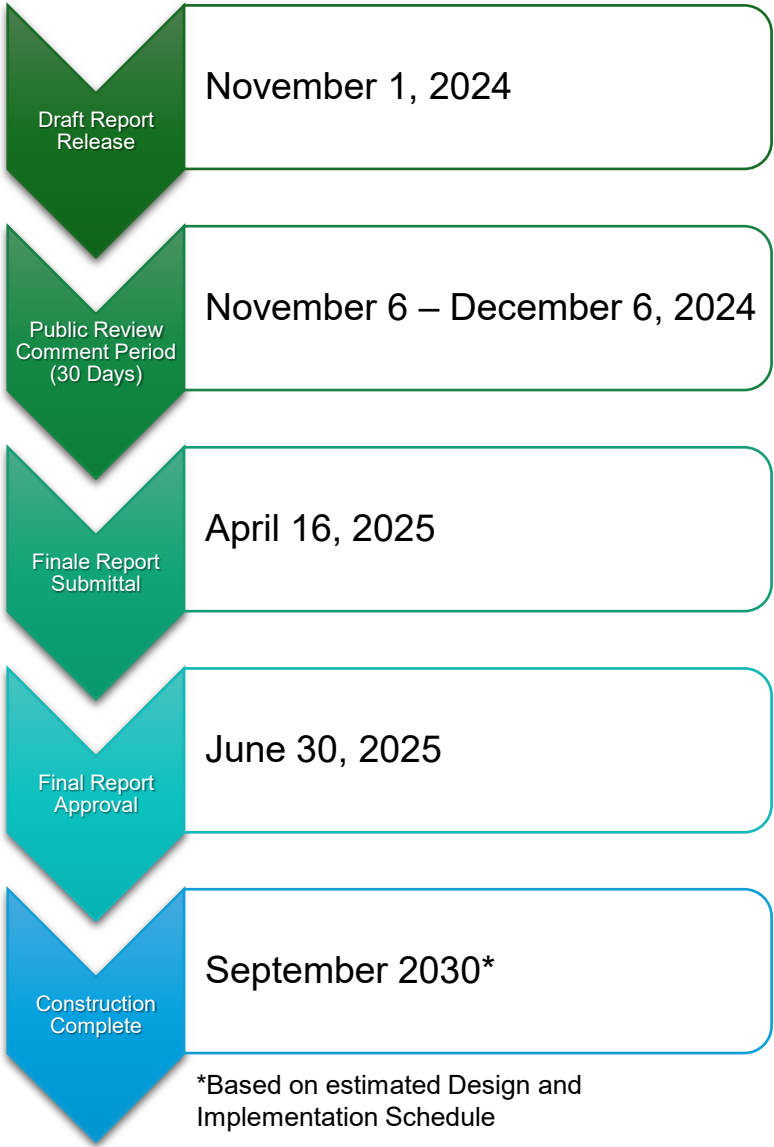 Draft Report
Release
November 1, 2024
Public Review
Comment Period
(30 Days)
November 6 – December 6, 2024
Finale Report
Submittal
April 16, 2025
Final Report
Approval
June 30, 2025
Construction
Complete
September 2030*
*Based on estimated Design and
Implementation Schedule